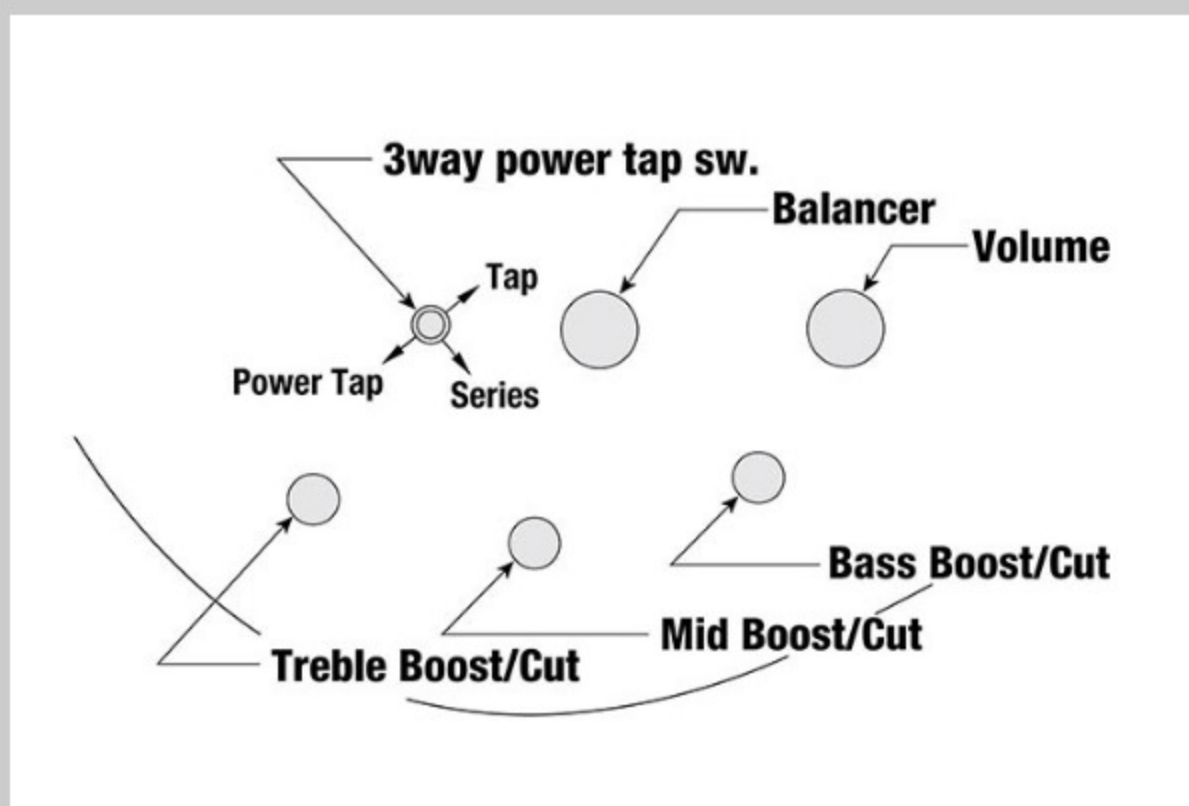 3way power tap sw.
Balancer
Volume
Tap
Power Tap
Series
Bass Boost/Cut
Mid Boost/Cut
Treble Boost/Cut